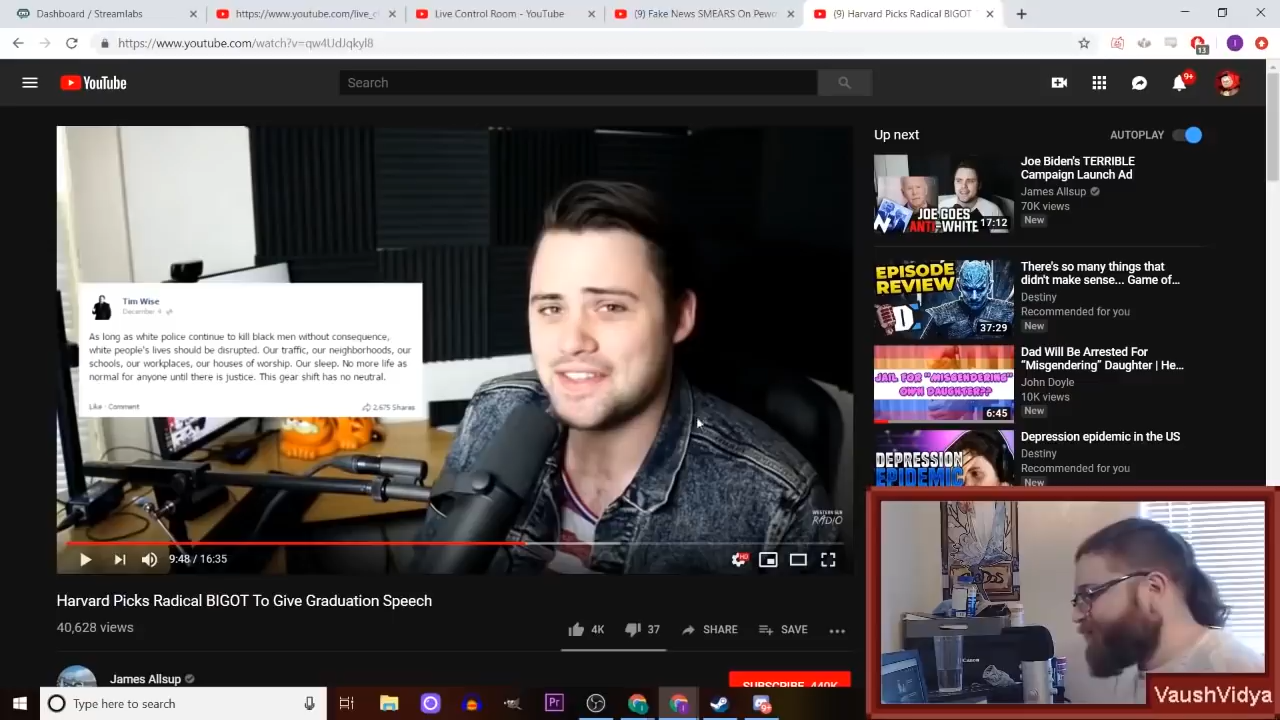 Dashboard / Streamlabs
https://www.youtube.com/live_c
Live Control Room - YouTube
(9) Fake News SMEARS On Pewd
(9) Harvard Picks Radical BIGOT T
https://www.youtube.com/watch?v=qw4UdJqkyl8
13
YouTube
Search
9+
Up next
AUTOPLAY
Joe Biden's TERRIBLE
Campaign Launch Ad
James Allsup
70K views
New
JOE GOES
ANTI-WHITE
17:12
There's so many things that
didn't make sense... Game of...
Destiny
Recommended for you
New
EPISODE
REVIEW
37:29
Dad Will Be Arrested For
"Misgendering" Daughter | He...
John Doyle
10K views
New
JAIL FOR "MISGENDERING"
OWN DAUGHTER??
6:45
Depression epidemic in the US
Destiny
Recommended for you
New
DEPRESSION
EPIDEMIC
Tim Wise
December 4
As long as white police continue to kill black men without consequence,
white people's lives should be disrupted. Our traffic, our neighborhoods, our
schools, our workplaces, our houses of worship. Our sleep. No more life as
normal for anyone until there is justice. This gear shift has no neutral.
Like · Comment
2,675 Shares
WESTERN SUN
RADIO
9:48 / 16:35
HD
Harvard Picks Radical BIGOT To Give Graduation Speech
40,628 views
4K
37
SHARE
SAVE
James Allsup
SUBSCRIBE 440K
VaushVidya
Type here to search
Pr